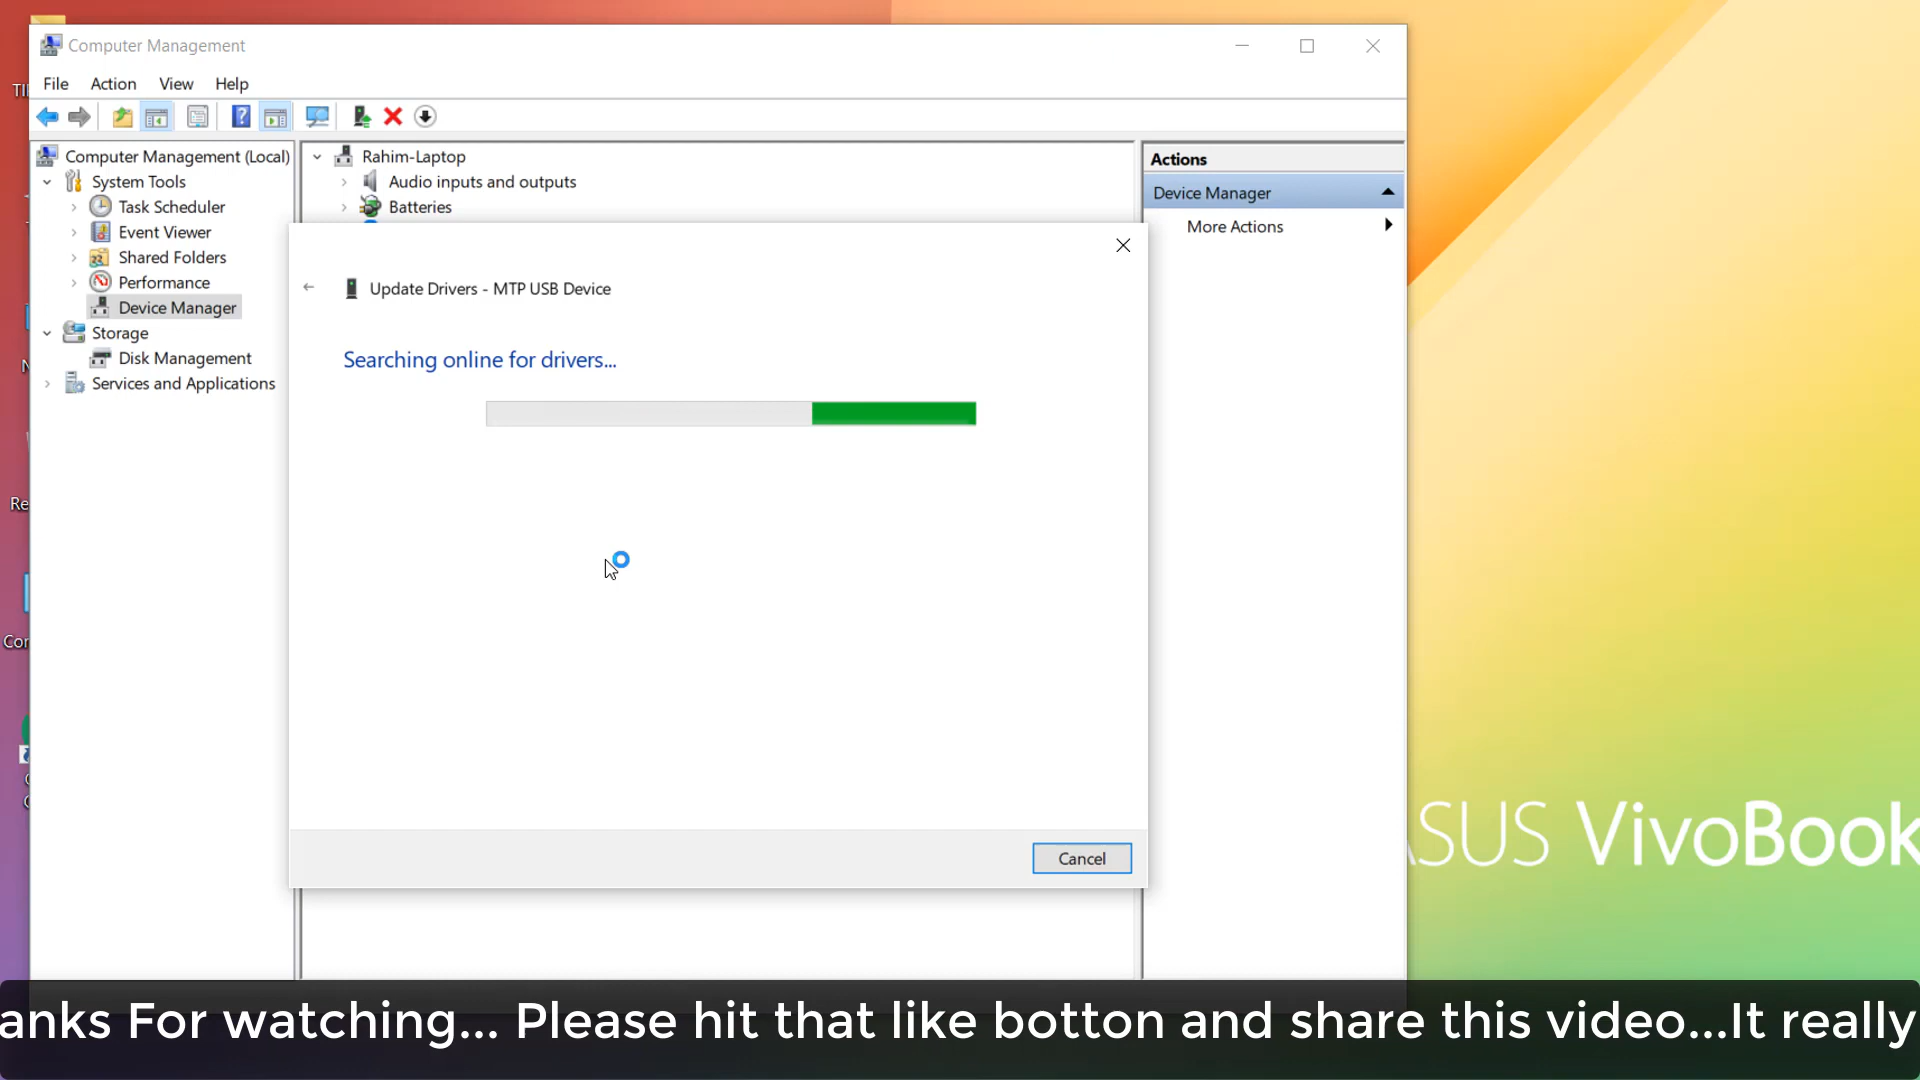 Computer Management
File Action View Help
Computer Management (Local)
System Tools
Task Scheduler
Event Viewer
Shared Folders
Performance
Device Manager
Storage
Disk Management
Services and Applications
Rahim-Laptop
Audio inputs and outputs
Batteries
Actions
Device Manager
More Actions
Update Drivers - MTP USB Device
Searching online for drivers...
Cancel
SUS VivoBook
anks For watching... Please hit that like botton and share this video...It really